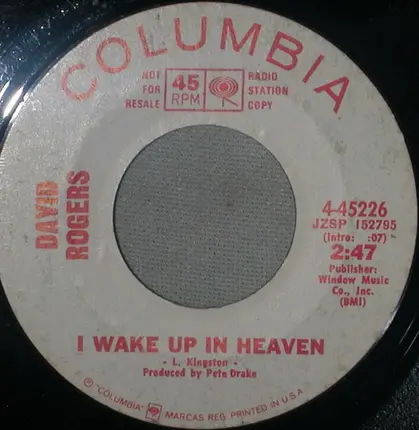 COLUMBIA
NOT FOR RESALE
45 RPM
RADIO STATION COPY
DAVID ROGERS
4-45226
JZSP 152795
(Intro: :07)
2:47
Publisher:
Window Music
Co., Inc.
(BMI)
I WAKE UP IN HEAVEN
- L. Kingston -
Produced by Pete Drake
℗ "COLUMBIA" MARCAS REG. PRINTED IN U.S.A